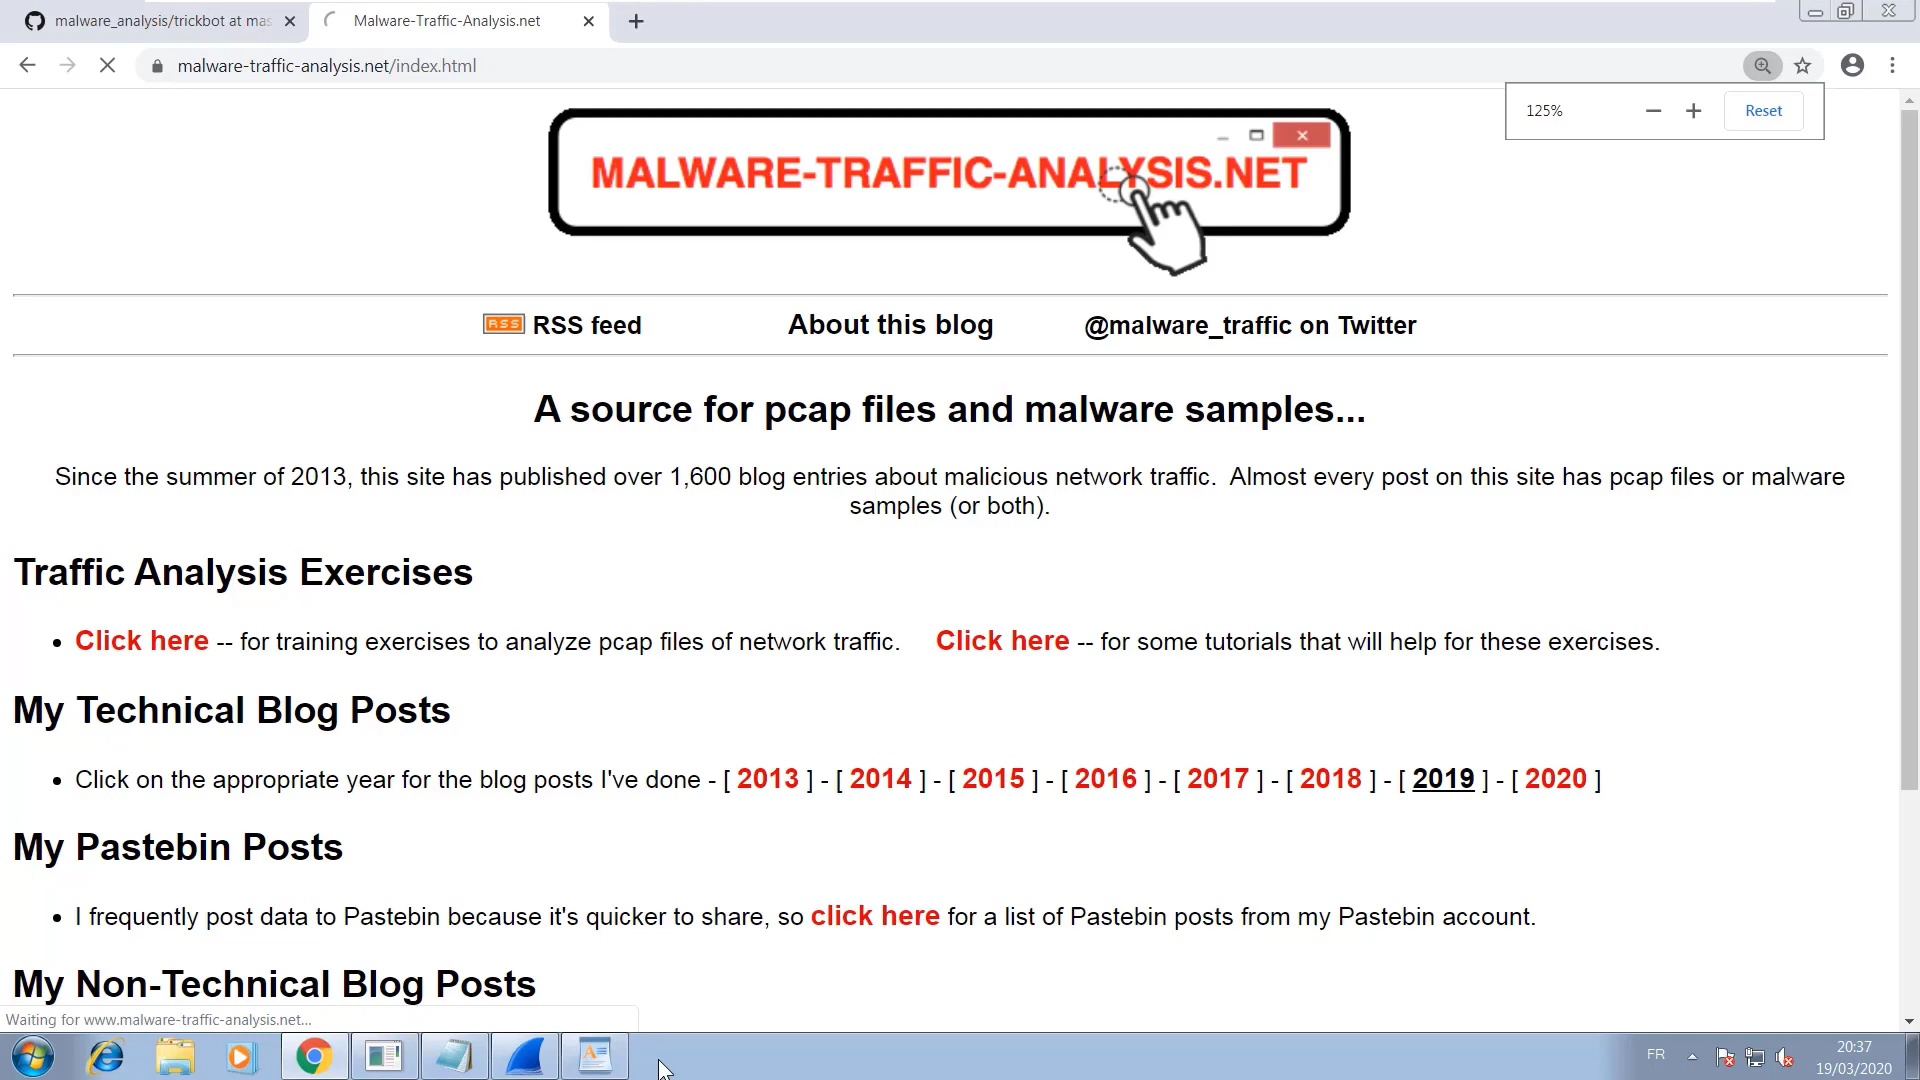 malware_analysis/trickbot at mas
Malware-Traffic-Analysis.net
malware-traffic-analysis.net/index.html
125%
Reset
MALWARE-TRAFFIC-ANALYSIS.NET
RSS RSS feed
About this blog
@malware_traffic on Twitter
A source for pcap files and malware samples...
Since the summer of 2013, this site has published over 1,600 blog entries about malicious network traffic. Almost every post on this site has pcap files or malware
samples (or both).
Traffic Analysis Exercises
• Click here -- for training exercises to analyze pcap files of network traffic. Click here -- for some tutorials that will help for these exercises.
My Technical Blog Posts
• Click on the appropriate year for the blog posts I've done - [ 2013 ] - [ 2014 ] - [ 2015 ] - [ 2016 ] - [ 2017 ] - [ 2018 ] - [ 2019 ] - [ 2020 ]
My Pastebin Posts
• I frequently post data to Pastebin because it's quicker to share, so click here for a list of Pastebin posts from my Pastebin account.
My Non-Technical Blog Posts
Waiting for www.malware-traffic-analysis.net...
FR
20:37
19/03/2020